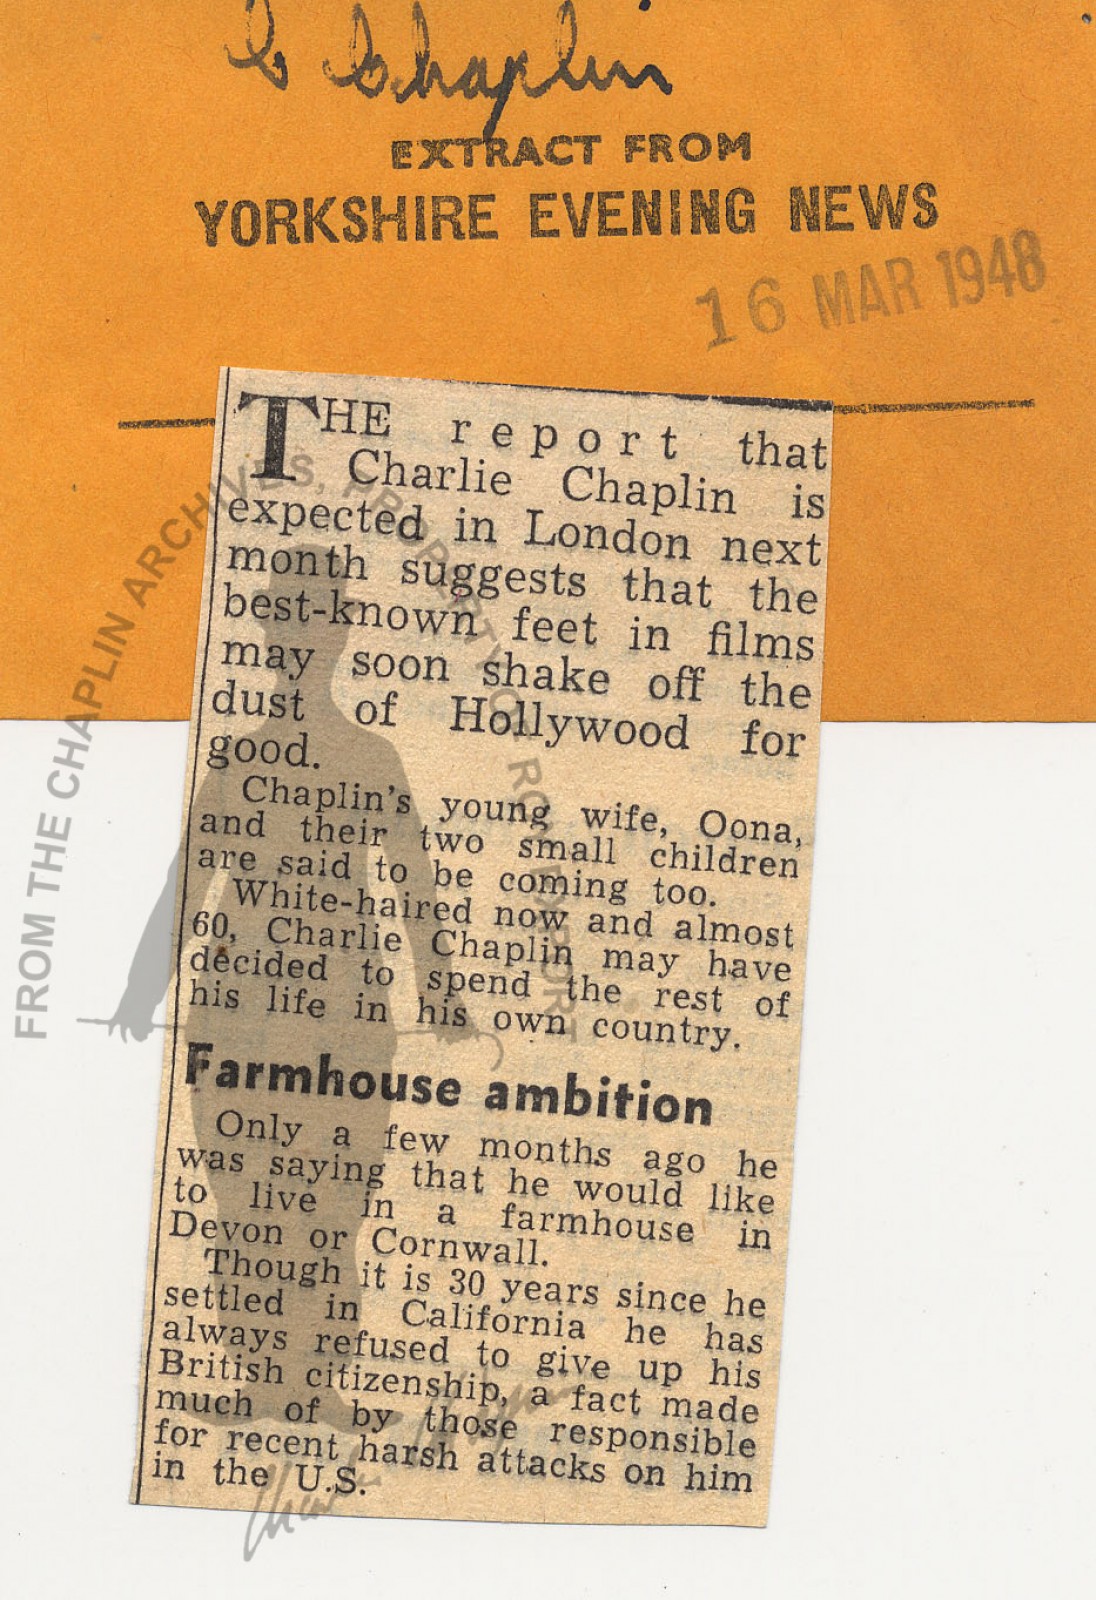 C Chaplin
EXTRACT FROM
YORKSHIRE EVENING NEWS
16 MAR 1948
THE report that
Charlie Chaplin is
expected in London next
month suggests that the
best-known feet in films
may soon shake off the
dust of Hollywood for
good.
Chaplin's young wife, Oona,
and their two small children
are said to be coming too.
White-haired now and almost
60, Charlie Chaplin may have
decided to spend the rest of
his life in his own country.
Farmhouse ambition
Only a few months ago he
was saying that he would like
to live in a farmhouse in
Devon or Cornwall.
Though it is 30 years since he
settled in California he has
always refused to give up his
British citizenship, a fact made
much of by those responsible
for recent harsh attacks on him
in the U.S.
FROM THE CHAPLIN ARCHIVES, PROPERTY OF ROY EXPORT